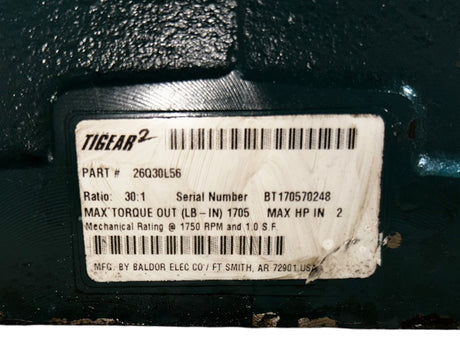 TIGEAR2
PART # 26Q30L56
Ratio: 30:1 Serial Number BT170570248
MAX TORQUE OUT (LB-IN) 1705 MAX HP IN 2
Mechanical Rating @ 1750 RPM and 1.0 S.F.
MFG. BY BALDOR ELEC CO / FT SMITH, AR 72901 USA